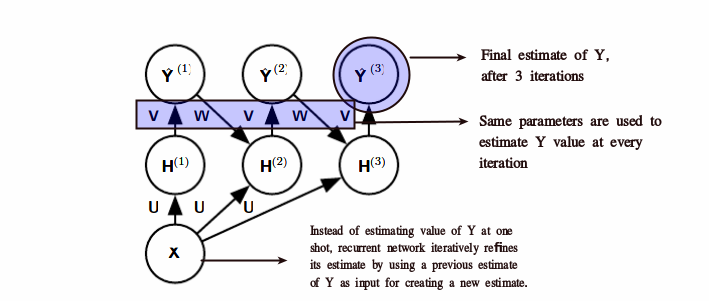 Ŷ (1)
Ŷ (2)
Ŷ (3)
Final estimate of Y,
after 3 iterations
V W V W V
Same parameters are used to
estimate Y value at every
iteration
H(1)
H(2)
H(3)
U U U
X
Instead of estimating value of Y at one
shot, recurrent network iteratively refines
its estimate by using a previous estimate
of Y as input for creating a new estimate.